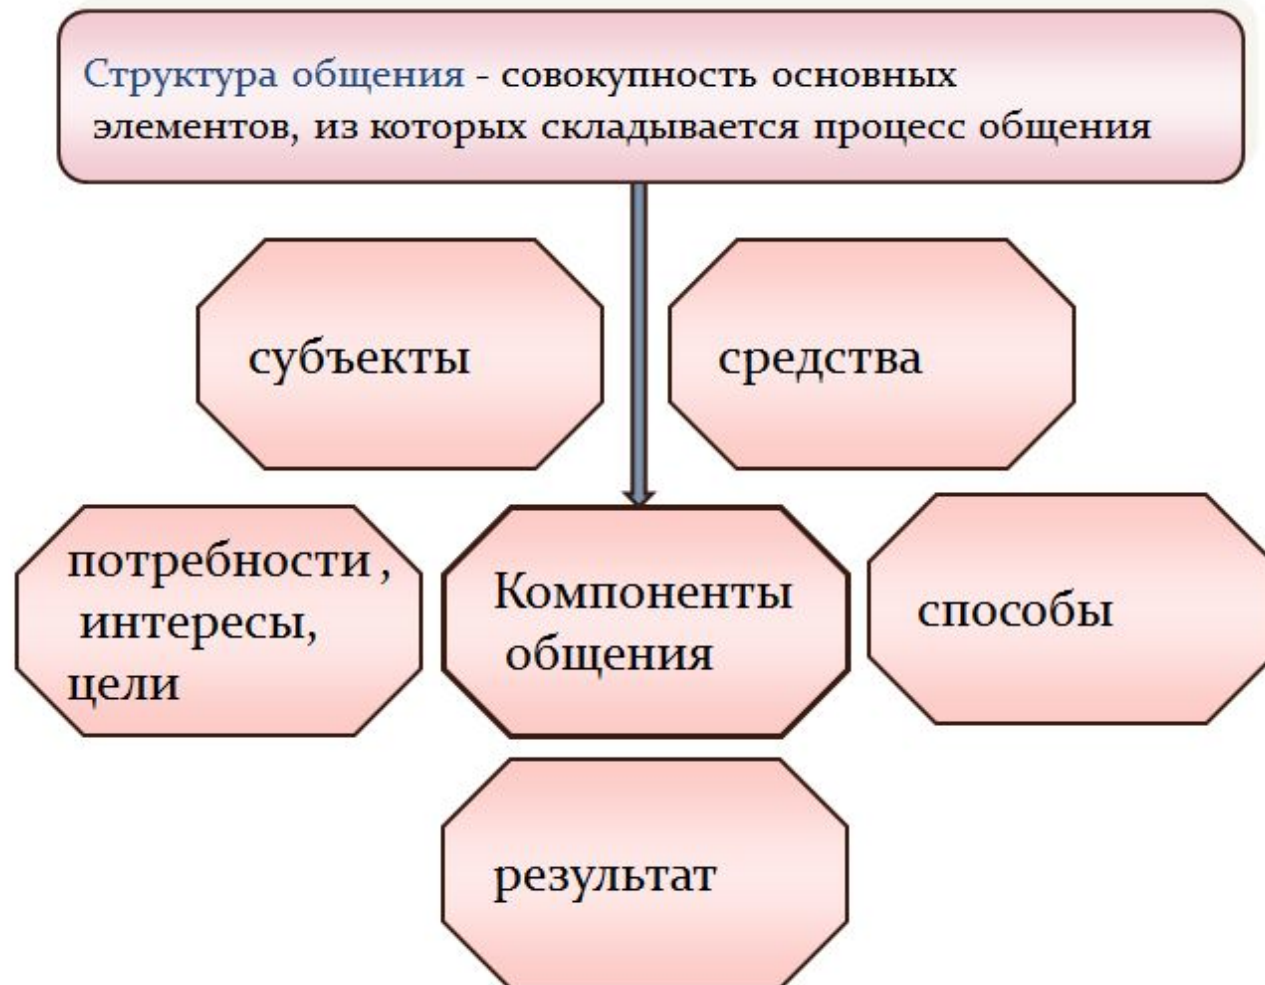 Структура общения - совокупность основных
элементов, из которых складывается процесс общения
субъекты
средства
потребности ,
интересы,
цели
Компоненты
общения
способы
результат